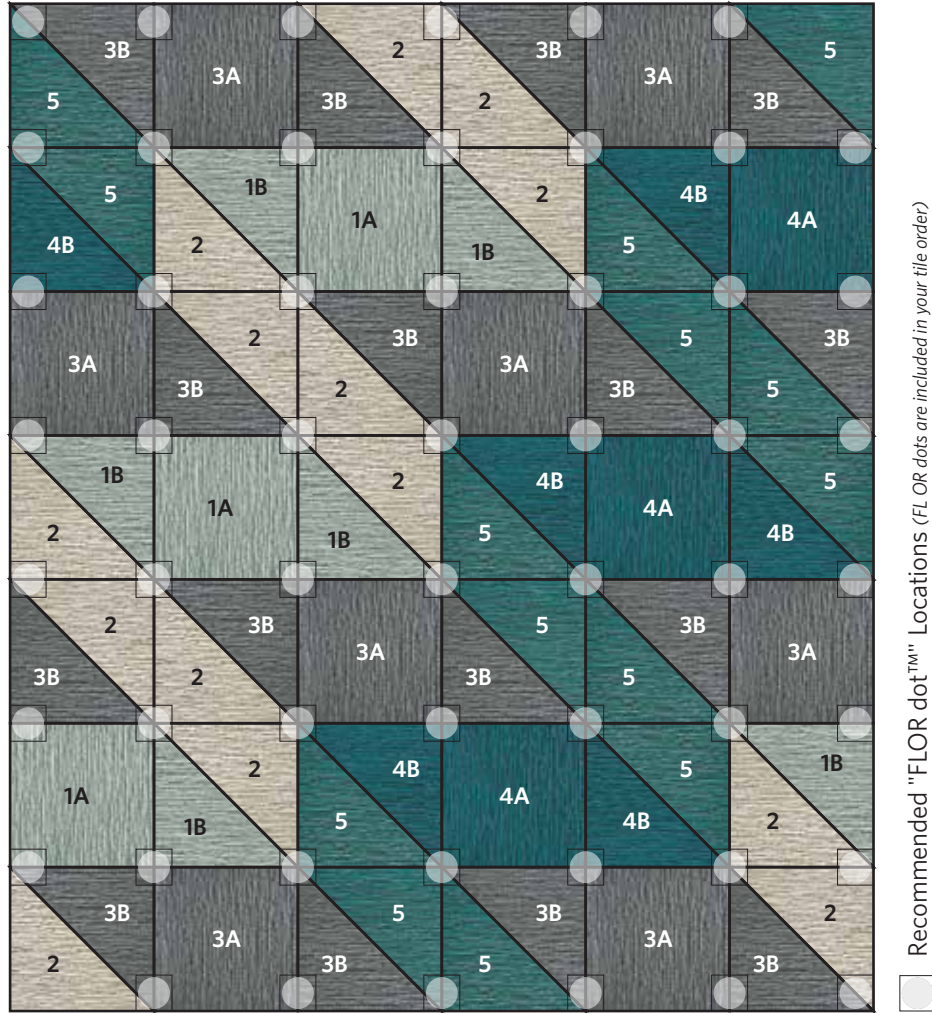 3B 3A 2 3B 3A 5
5 3B 2 3B
5 1B 2 4B 4A
4B 2 1A 1B 5
2 3B 5 3B
3A 3B 2 3A 3B 5
1B 1A 2 4B 4A 5
2 1B 5 4B
2 3B 3A 5 3B 3A
3B 2 3B 5
1A 2 4B 4A 5 1B
1B 5 4B 2
3B 3A 5 3B 3A 2
2 3B 5 3B
Recommended "FLOR dot™" Locations (FL OR dots are included in your tile order)